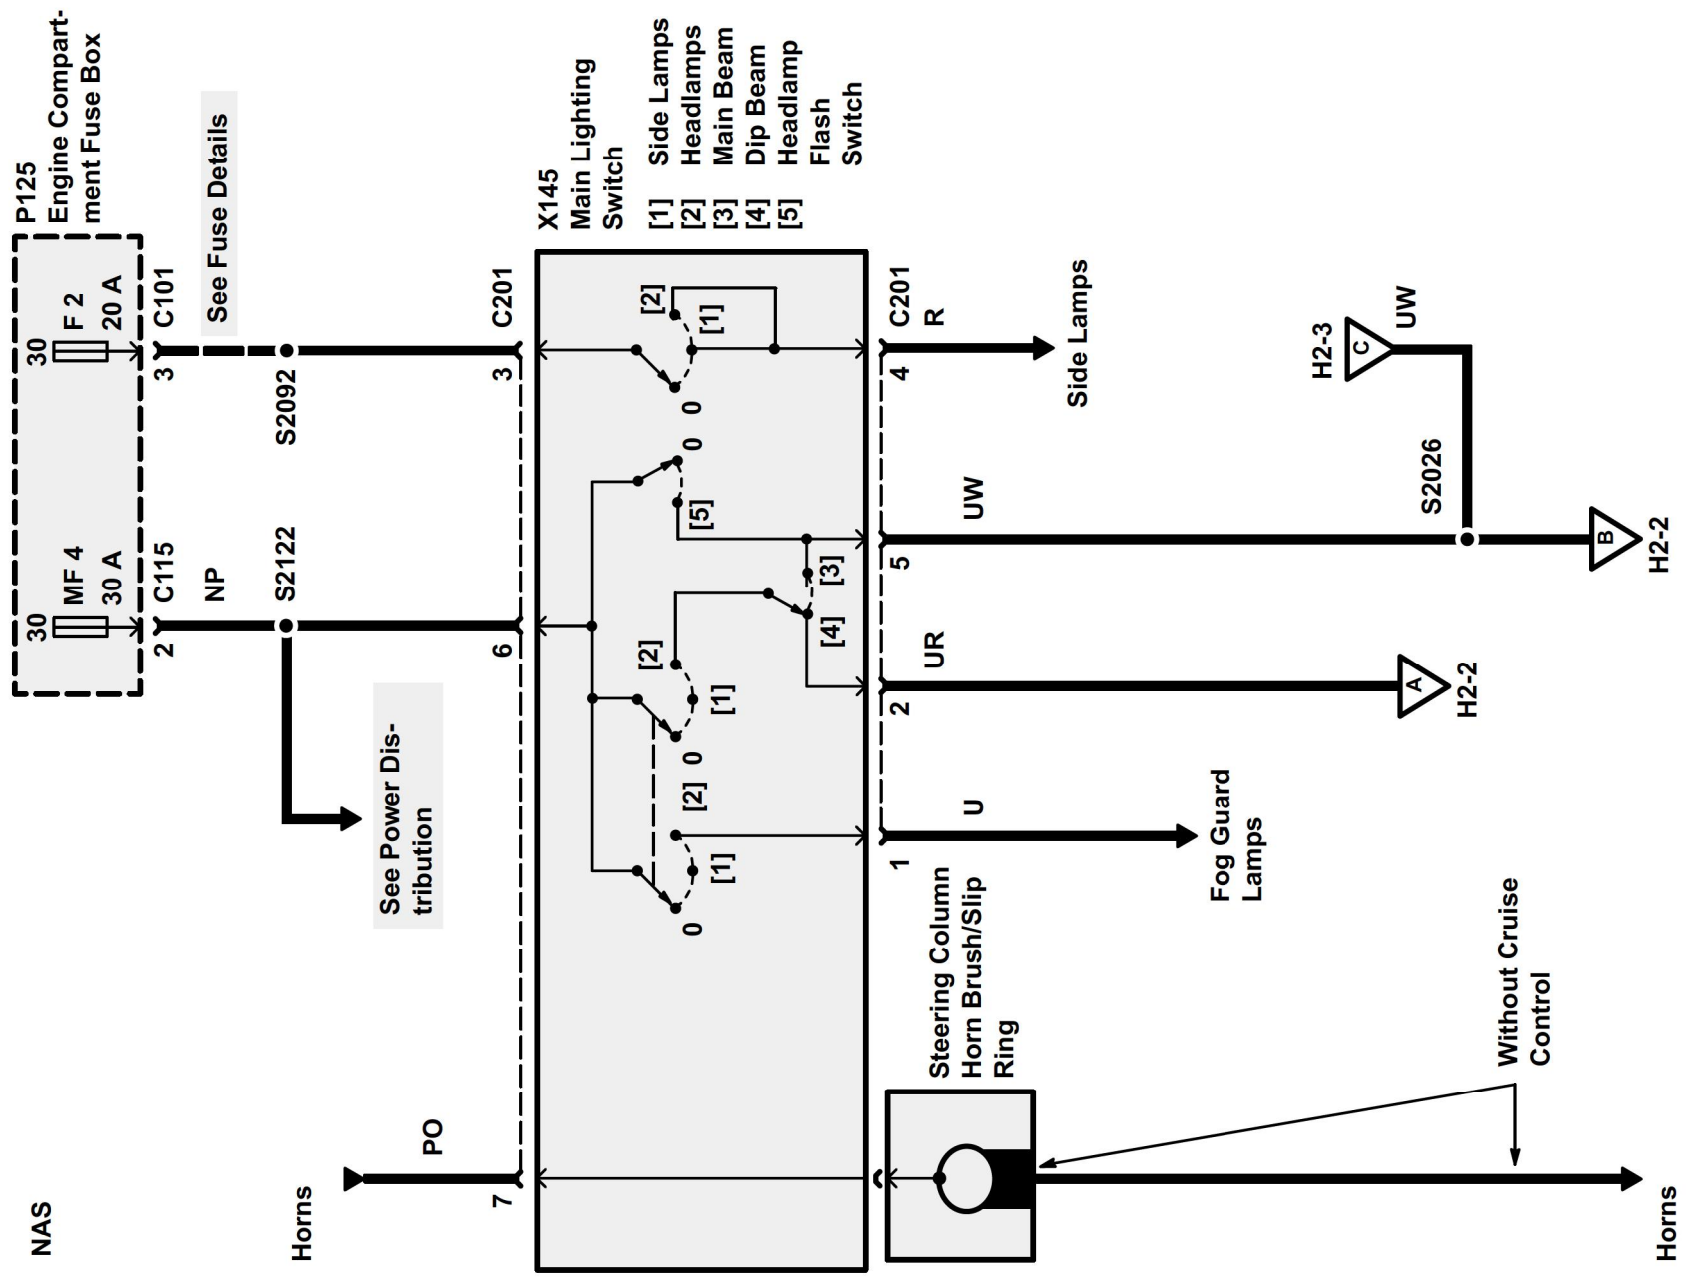 NAS
P125
Engine Compart-
ment Fuse Box
30
MF 4
30 A
30
F 2
20 A
2
C115
3
C101
NP
See Fuse Details
S2122
S2092
See Power Dis-
tribution
Horns
PO
7
6
3
C201
X145
Main Lighting
Switch
[1] Side Lamps
[2] Headlamps
[3] Main Beam
[4] Dip Beam
[5] Headlamp
Flash
Switch
0
[1]
[2]
0
[1]
[2]
[4]
[3]
[5]
0
0
[1]
[2]
1
2
5
4
C201
U
UR
UW
R
Steering Column
Horn Brush/Slip
Ring
Side Lamps
Fog Guard
Lamps
H2-3
C
UW
S2026
A
H2-2
B
H2-2
Without Cruise
Control
Horns